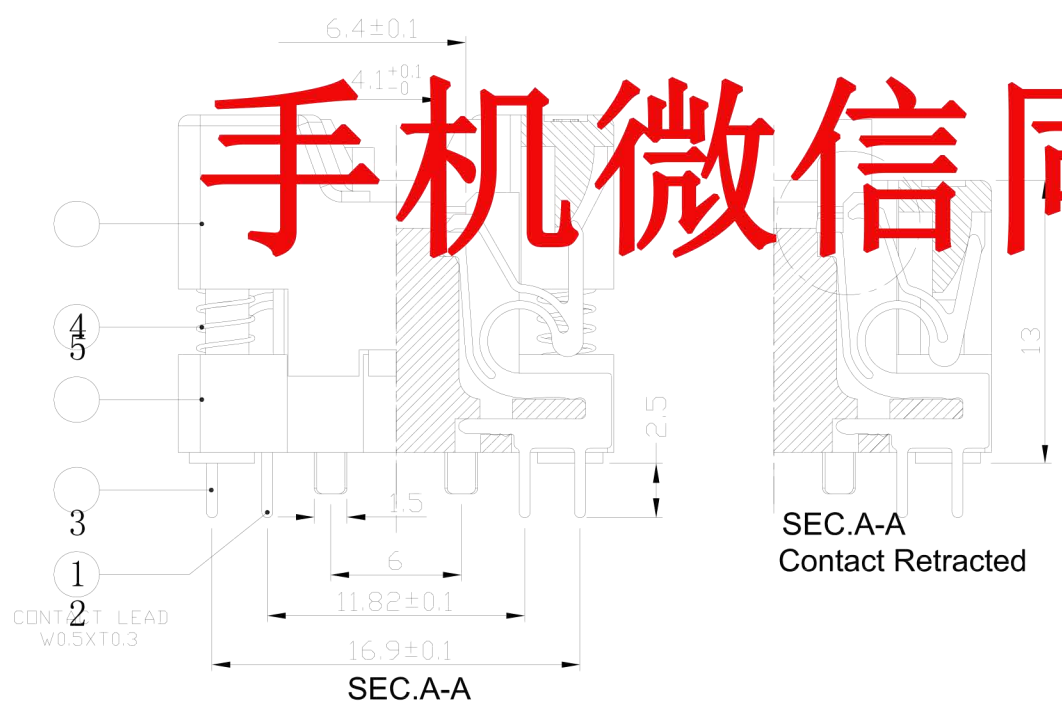 6.4±0.1
4.1+0.1-0
手机微信同
4
5
3
1
2
CONTACT LEAD
W0.5XT0.3
1.5
6
11.82±0.1
16.9±0.1
2.5
SEC.A-A
13
SEC.A-A
Contact Retracted